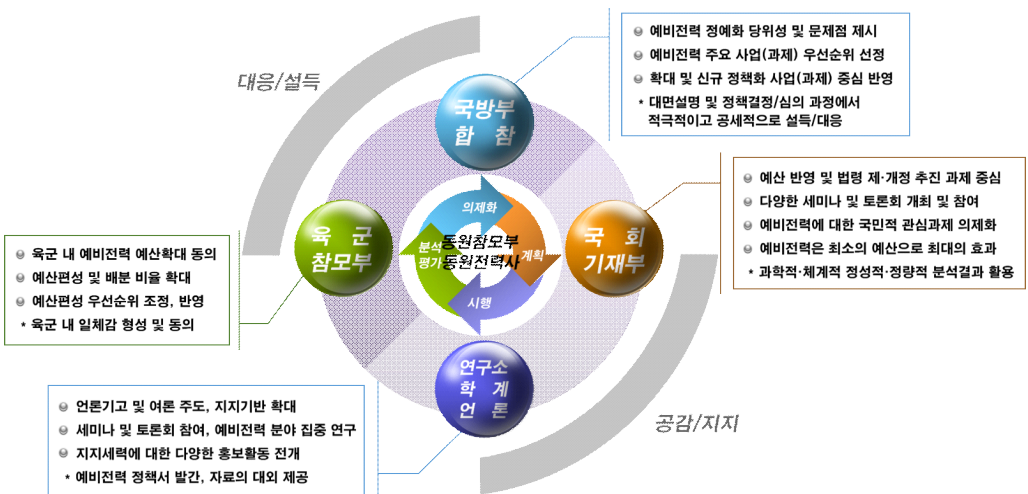 대응/설득
국방부
합 참
● 예비전력 정예화 당위성 및 문제점 제시
● 예비전력 주요 사업(과제) 우선순위 선정
● 확대 및 신규 정책화 사업(과제) 중심 반영
* 대면설명 및 정책결정/심의 과정에서
적극적이고 공세적으로 설득/대응
국 회
기재부
● 예산 반영 및 법령 제·개정 추진 과제 중심
● 다양한 세미나 및 토론회 개최 및 참여
● 예비전력에 대한 국민적 관심과제 의제화
● 예비전력은 최소의 예산으로 최대의 효과
* 과학적·체계적 정성적·정량적 분석결과 활용
육 군
참모부
● 육군 내 예비전력 예산확대 동의
● 예산편성 및 배분 비율 확대
● 예산편성 우선순위 조정, 반영
* 육군 내 일체감 형성 및 동의
의제화
분석
평가
동원참모부
동원전력사
계획
시행
연구소
학 계
언 론
● 언론기고 및 여론 주도, 지지기반 확대
● 세미나 및 토론회 참여, 예비전력 분야 집중 연구
● 지지세력에 대한 다양한 홍보활동 전개
* 예비전력 정책서 발간, 자료의 대외 제공
공감/지지